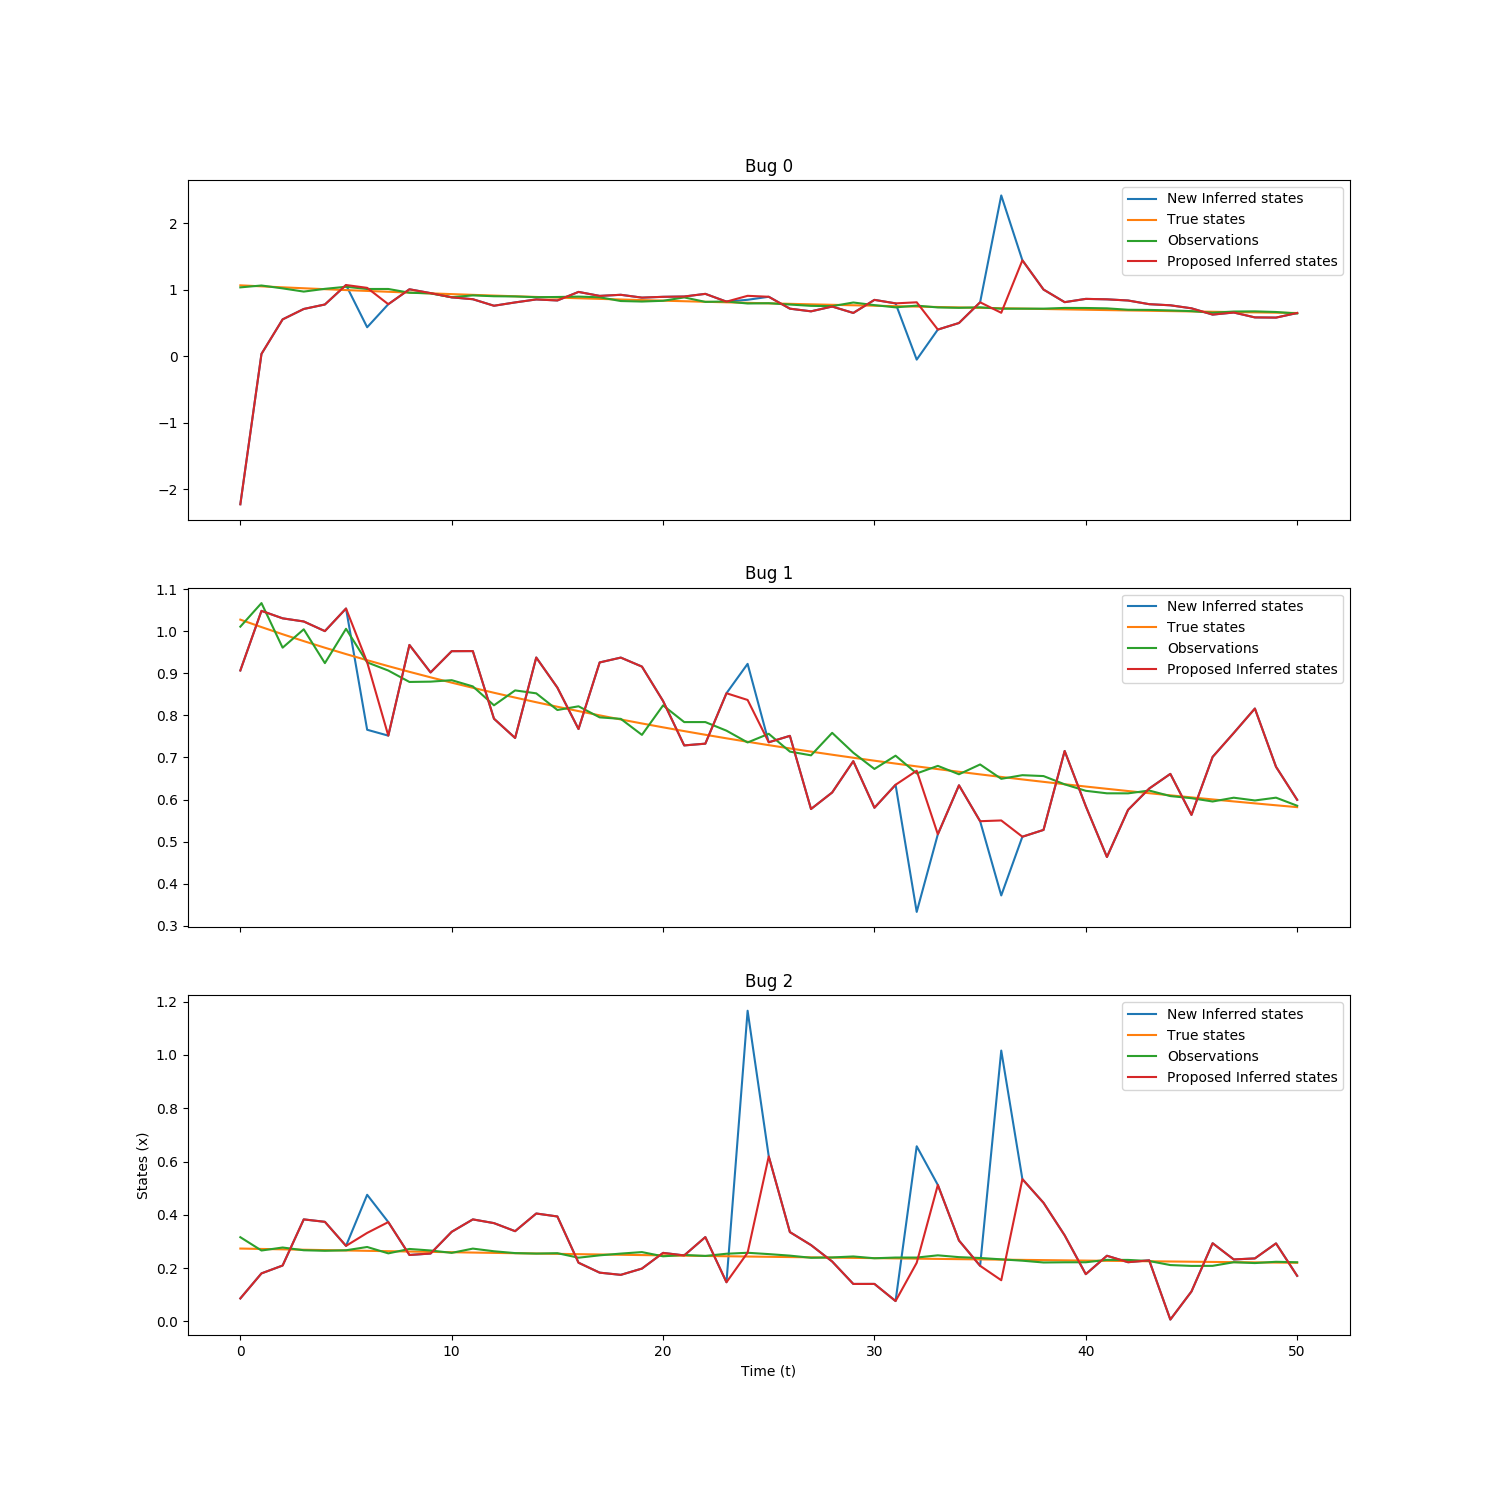 Bug 0
New Inferred states
True states
Observations
Proposed Inferred states
2
1
0
−1
−2
Bug 1
New Inferred states
True states
Observations
Proposed Inferred states
1.1
1.0
0.9
0.8
0.7
0.6
0.5
0.4
0.3
Bug 2
New Inferred states
True states
Observations
Proposed Inferred states
1.2
1.0
0.8
0.6
0.4
0.2
0.0
States (x)
0 10 20 30 40 50
Time (t)